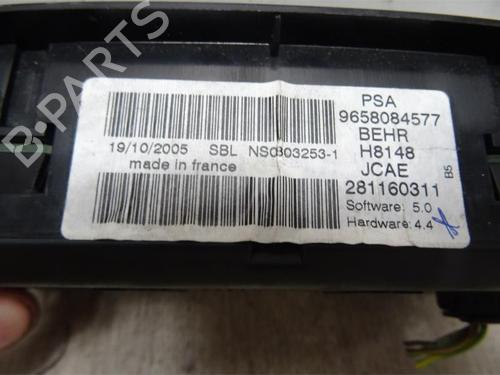 PSA
9658084577
BEHR
19/10/2005 SBL NS0303253-1 H8148
made in france JCAE B5
281160311
Software: 5.0
Hardware: 4.4
B-PARTS